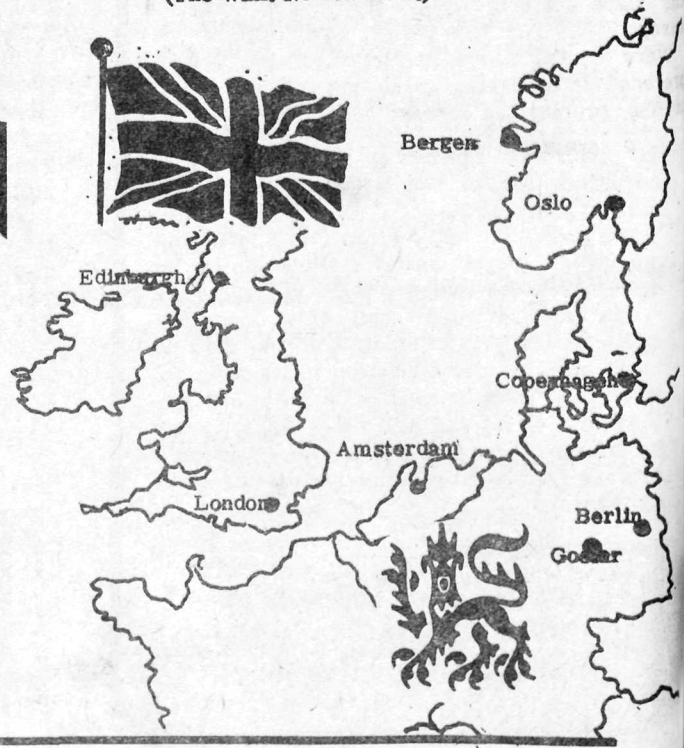 Bergen
Oslo
Edinburgh
Copenhagen
Amsterdam
London
Berlin
Goslar